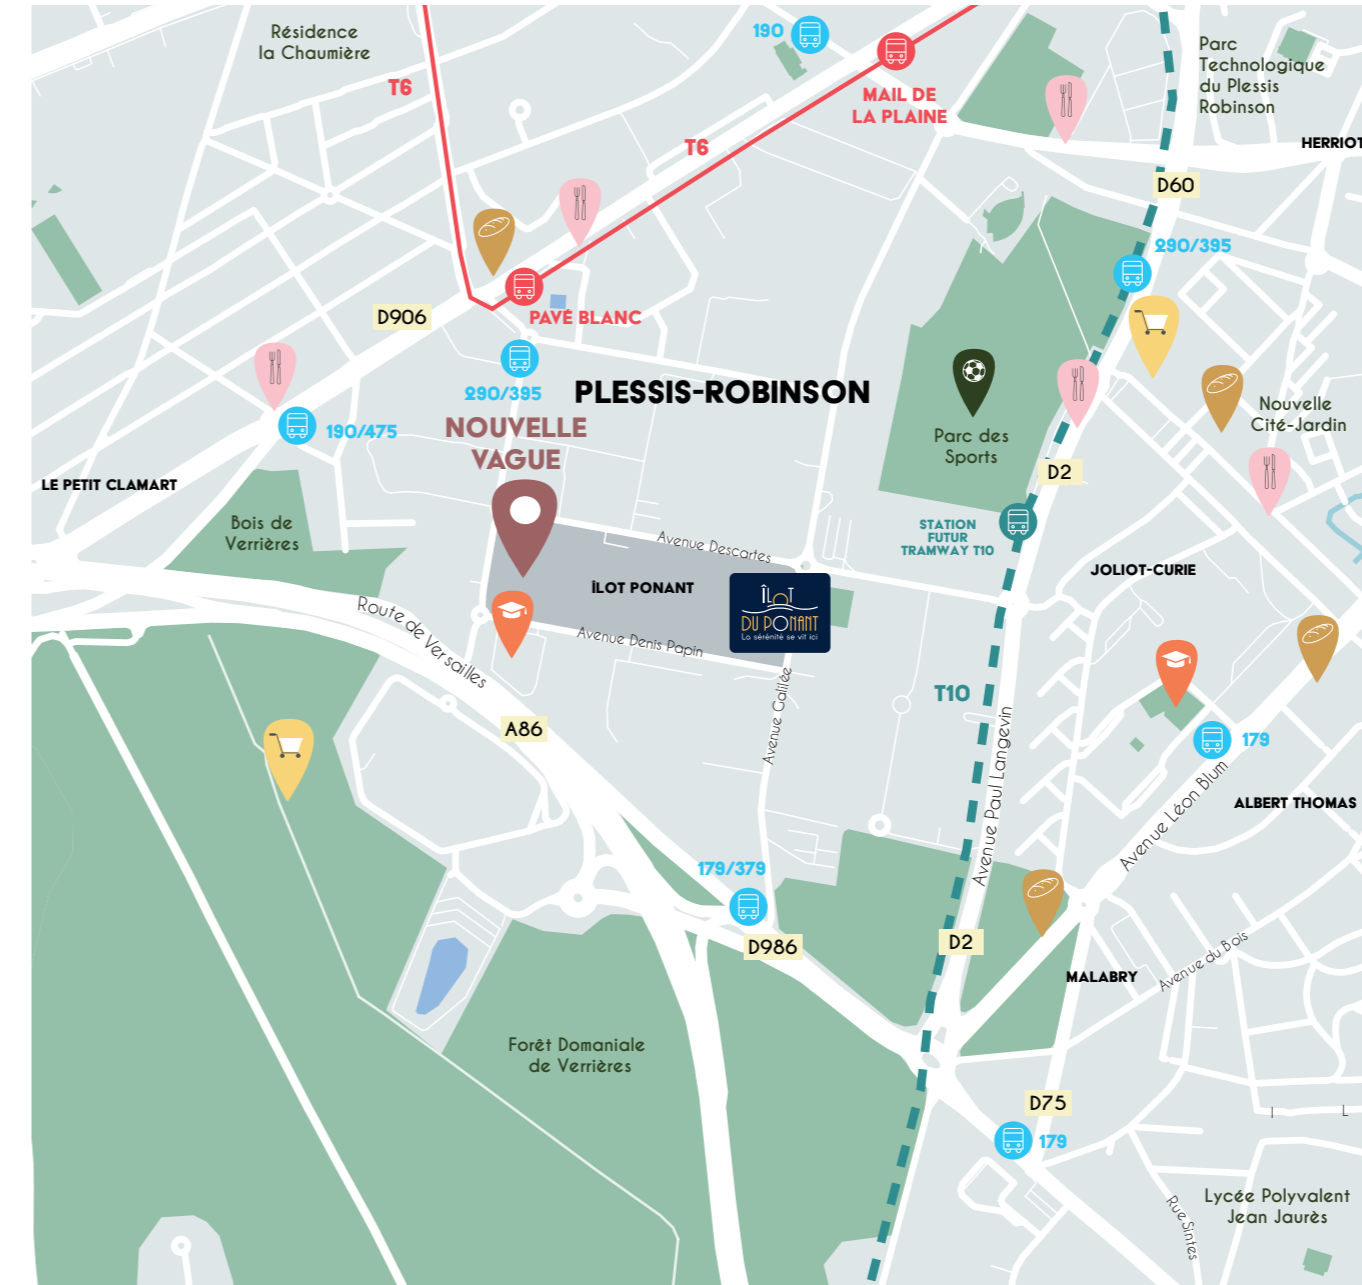 Résidence
la Chaumière
T6
190
MAIL DE
LA PLAINE
T6
Parc
Technologique
du Plessis
Robinson
HERRIOT
D60
290/395
D906
PAVÉ BLANC
290/395
PLESSIS-ROBINSON
190/475
NOUVELLE
VAGUE
Parc des
Sports
Nouvelle
Cité-Jardin
D2
LE PETIT CLAMART
Bois de
Verrières
STATION
FUTUR
TRAMWAY T10
Avenue Descartes
JOLIOT-CURIE
ÎLOT PONANT
ÎLOT
DU PONANT
La sérénité se vit ici
Route de Versailles
Avenue Denis Papin
Avenue Galilée
T10
A86
Avenue Paul Langevin
179
Avenue Léon Blum
ALBERT THOMAS
179/379
D986
D2
MALABRY
Avenue du Bois
Forêt Domaniale
de Verrières
D75
I L
179
Lycée Polyvalent
Jean Jaurès
Rue Sintes